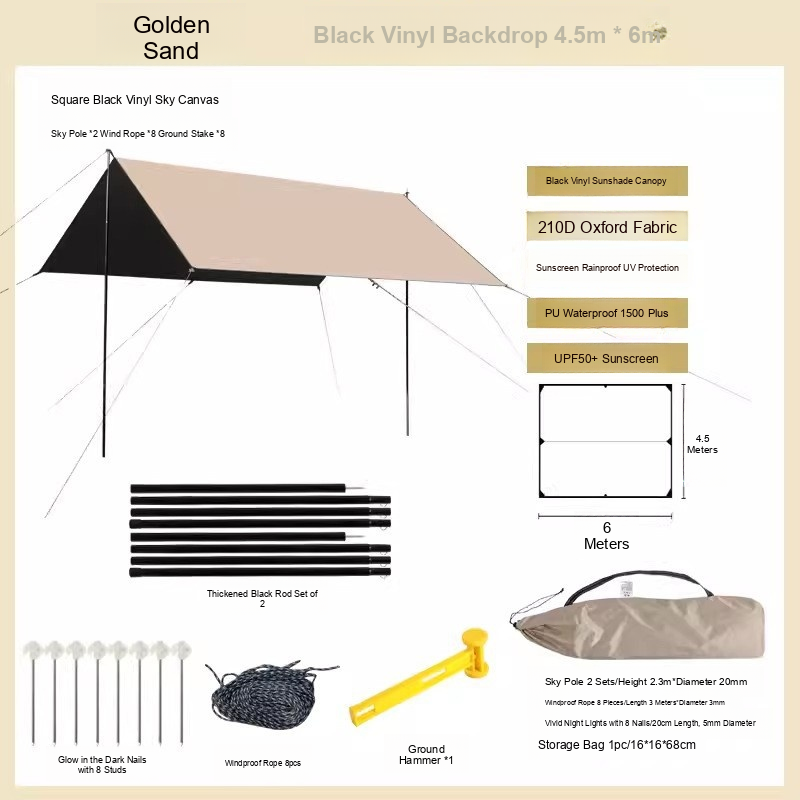 Golden
Sand
Black Vinyl Backdrop 4.5m * 6m
Square Black Vinyl Sky Canvas
Sky Pole *2 Wind Rope *8 Ground Stake *8
Black Vinyl Sunshade Canopy
210D Oxford Fabric
Sunscreen Rainproof UV Protection
PU Waterproof 1500 Plus
UPF50+ Sunscreen
4.5
Meters
6
Meters
Thickened Black Rod Set of
2
Sky Pole 2 Sets/Height 2.3m*Diameter 20mm
Windproof Rope 8 Pieces/Length 3 Meters*Diameter 3mm
Vivid Night Lights with 8 Nails/20cm Length, 5mm Diameter
Storage Bag 1pc/16*16*68cm
Glow in the Dark Nails
with 8 Studs
Windproof Rope 8pcs
Ground
Hammer *1